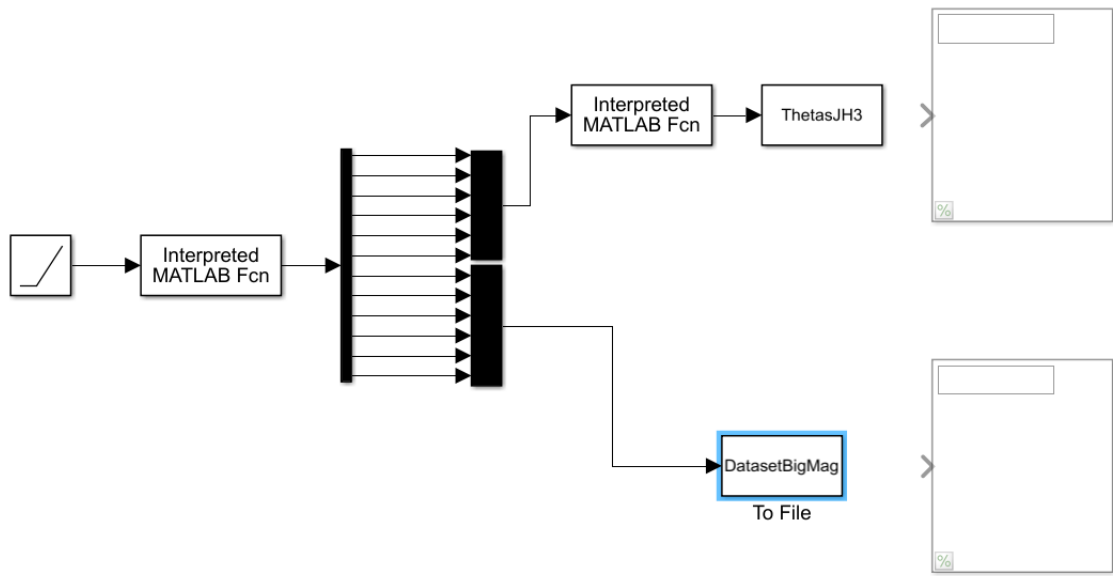 Interpreted
MATLAB Fcn
ThetasJH3
%
Interpreted
MATLAB Fcn
DatasetBigMag
To File
%